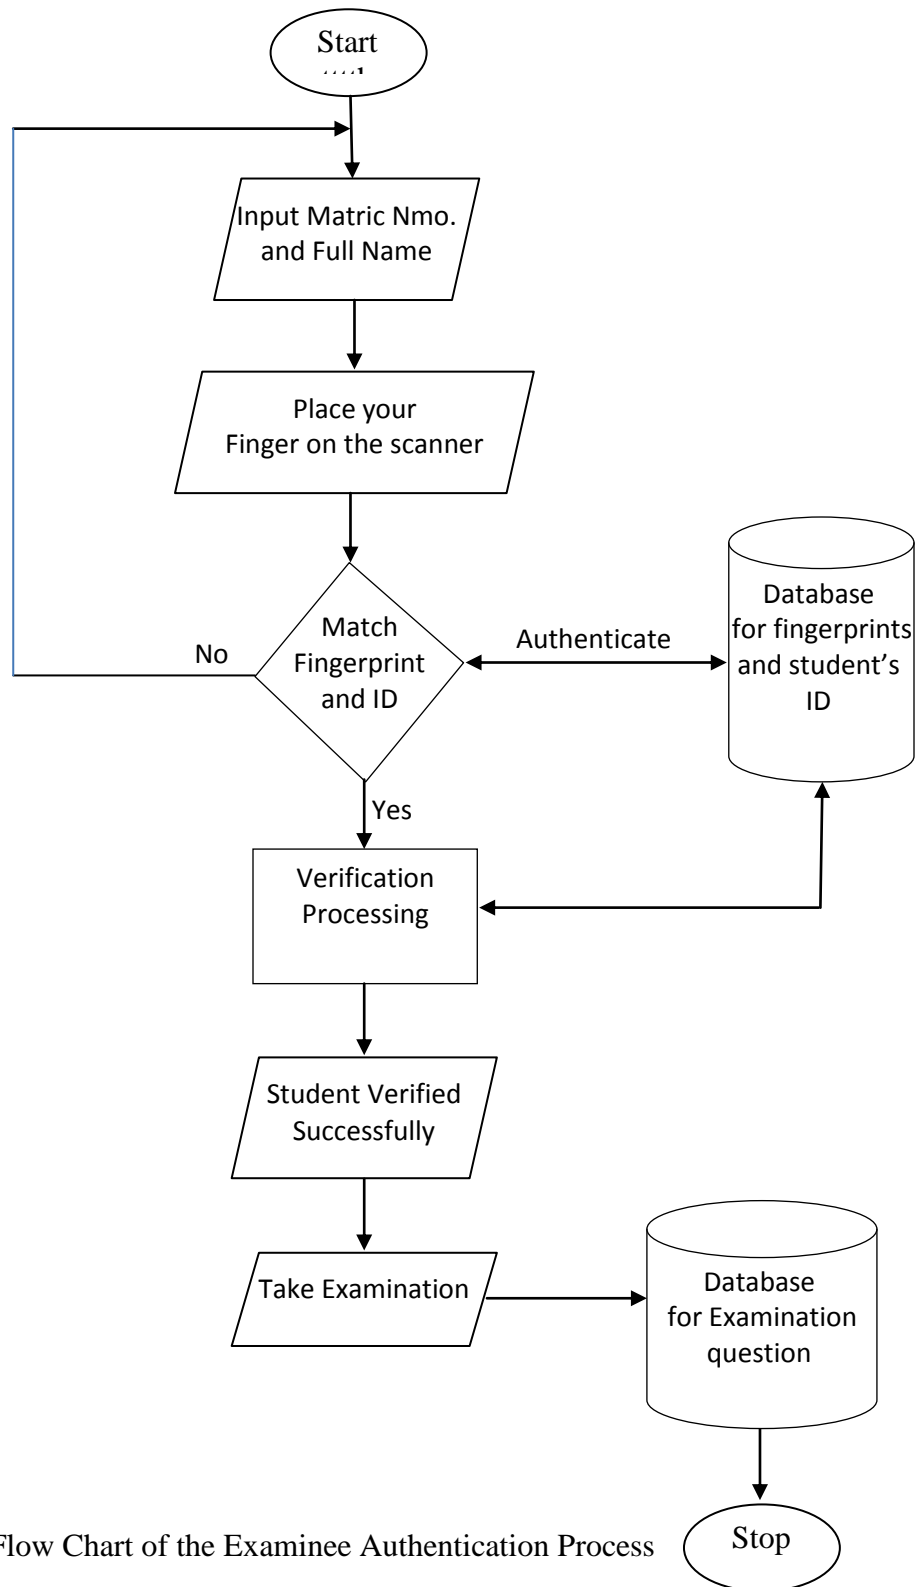 Start
Input Matric Nmo.
and Full Name
Place your
Finger on the scanner
Match
Fingerprint
and ID
No
Authenticate
Database
for fingerprints
and student's
ID
Yes
Verification
Processing
Student Verified
Successfully
Take Examination
Database
for Examination
question
Flow Chart of the Examinee Authentication Process
Stop